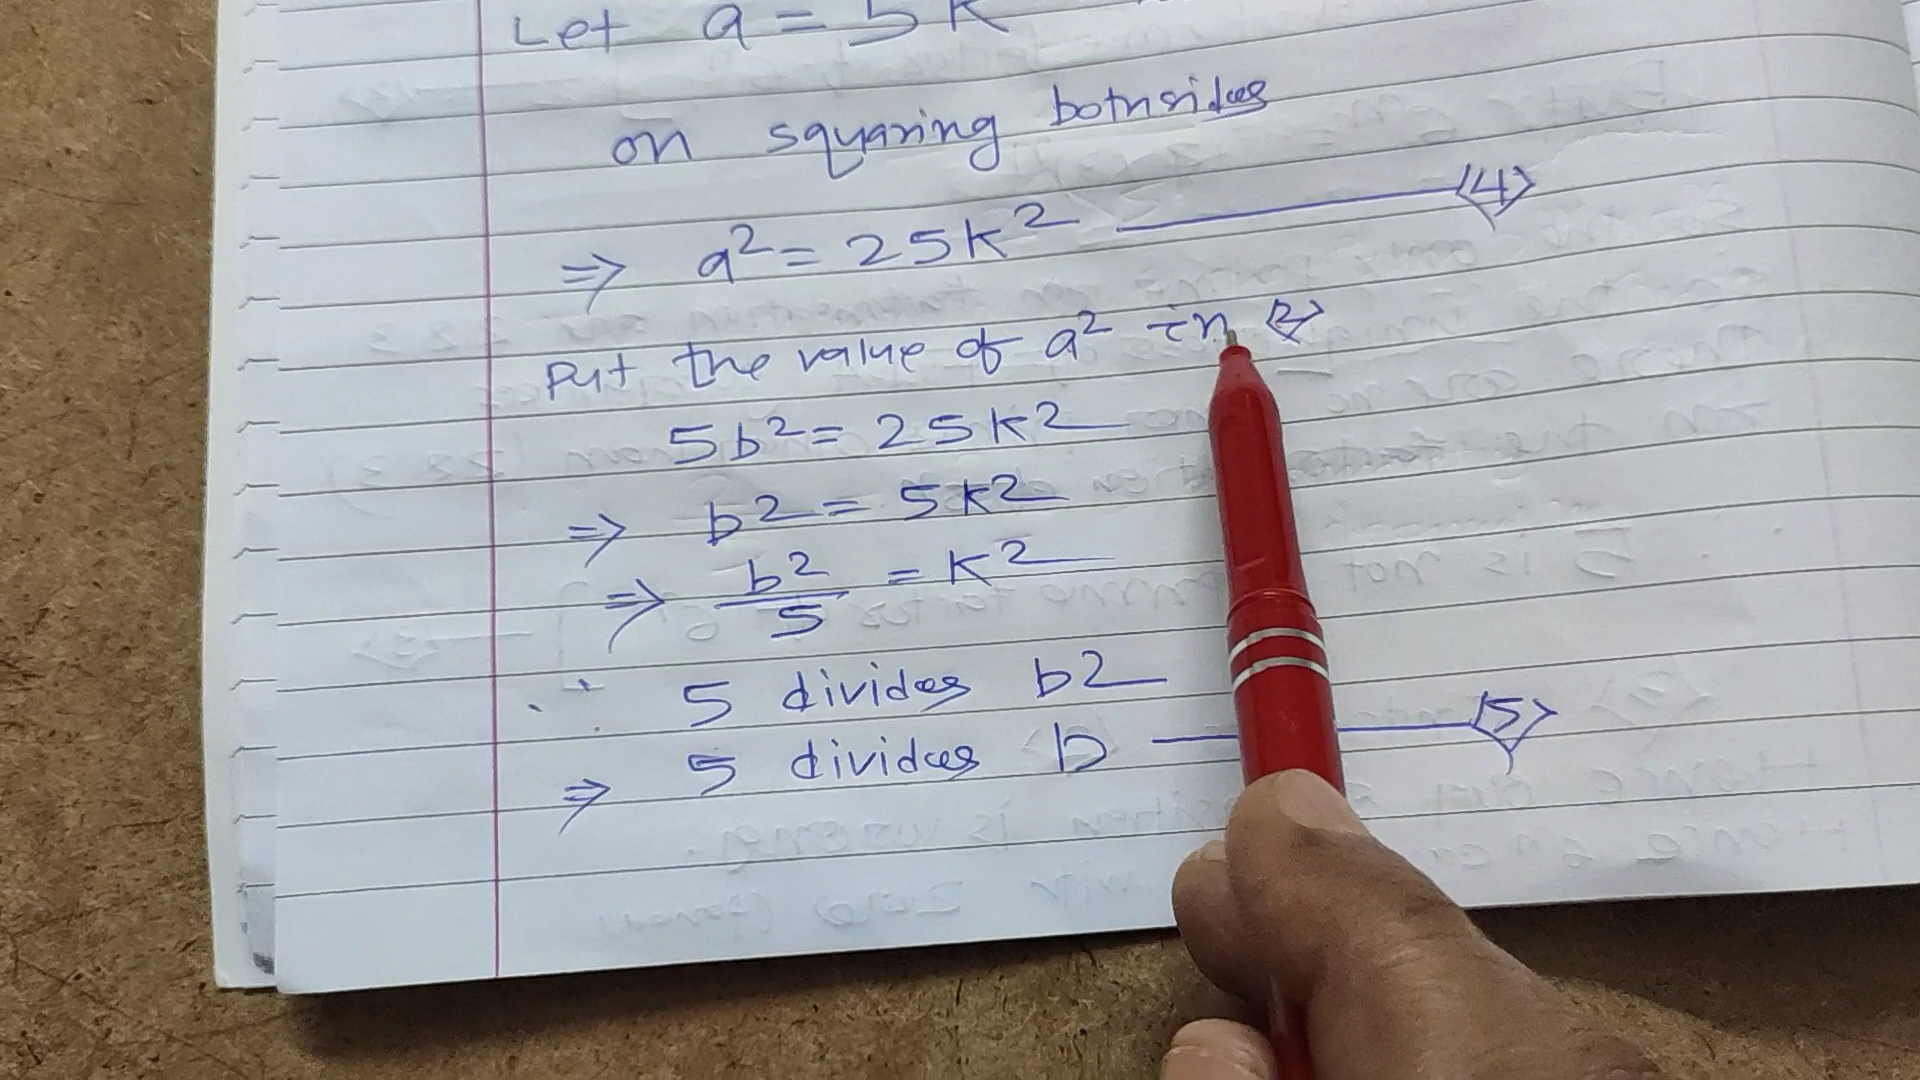 Let a = 5k
on squaring bothsides
⇒ a² = 25k² —— <4>
Put the value of a² in <2>
5b² = 25k²
⇒ b² = 5k²
⇒ b²/5 = k²
∴ 5 divides b²
⇒ 5 divides b —— <5>